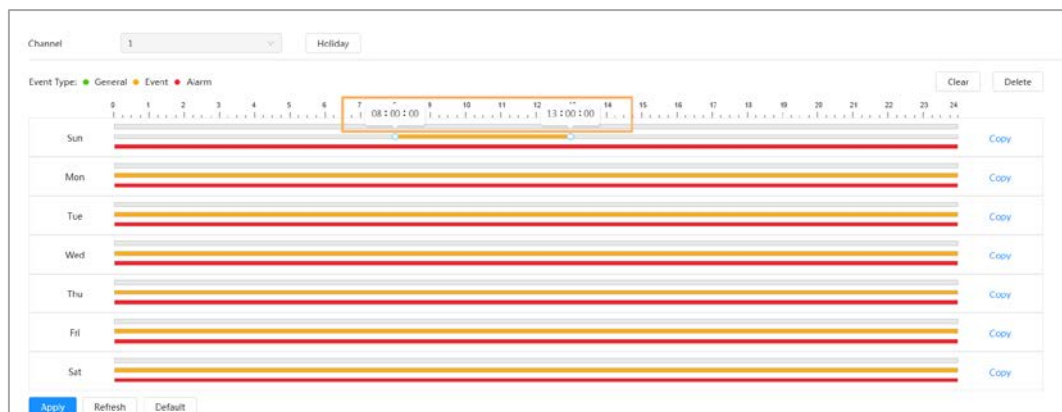 Channel 1 Holiday
Event Type: General Event Alarm Clear Delete
0 1 2 3 4 5 6 7 9 10 11 12 14 15 16 17 18 19 20 21 22 23 24
08:00:00 13:00:00
Sun Copy
Mon Copy
Tue Copy
Wed Copy
Thu Copy
Fri Copy
Sat Copy
Apply Refresh Default